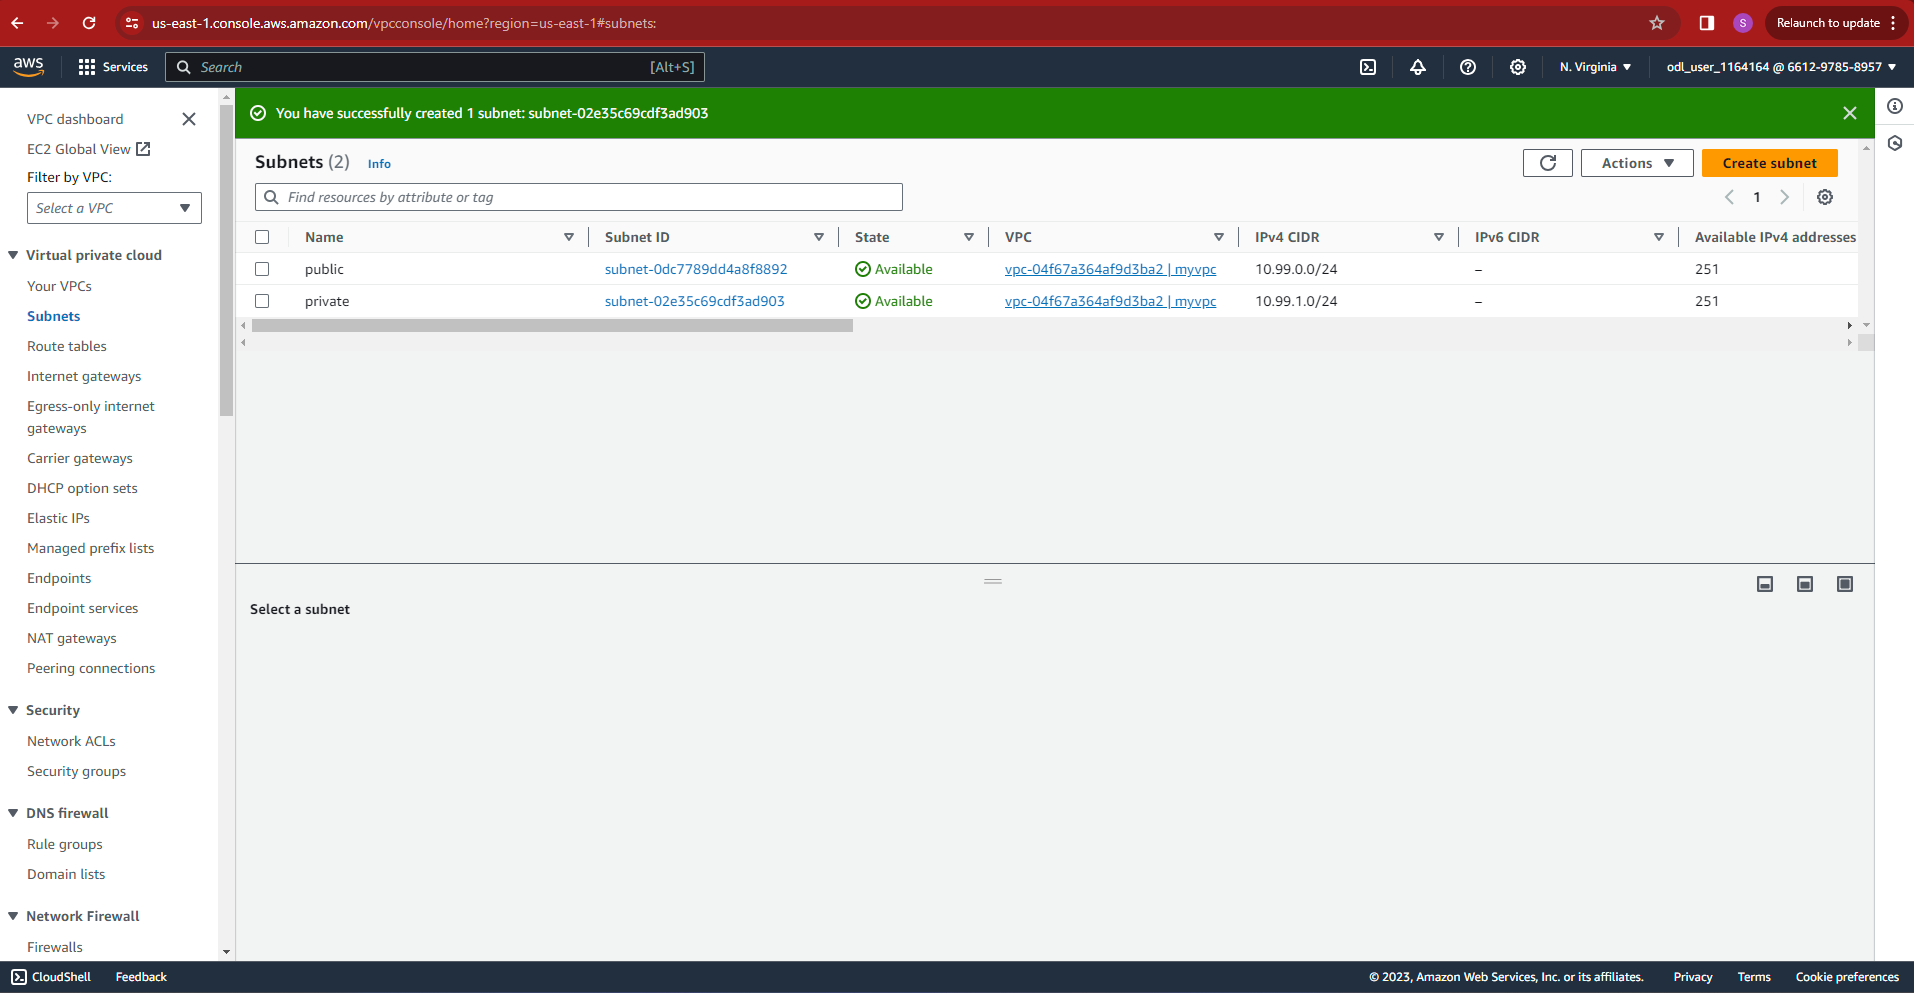 us-east-1.console.aws.amazon.com/vpcconsole/home?region=us-east-1#subnets:
S
Relaunch to update
aws
Services
Search
[Alt+S]
N. Virginia
odl_user_1164164 @ 6612-9785-8957
VPC dashboard
EC2 Global View
Filter by VPC:
Select a VPC
Virtual private cloud
Your VPCs
Subnets
Route tables
Internet gateways
Egress-only internet
gateways
Carrier gateways
DHCP option sets
Elastic IPs
Managed prefix lists
Endpoints
Endpoint services
NAT gateways
Peering connections
Security
Network ACLs
Security groups
DNS firewall
Rule groups
Domain lists
Network Firewall
Firewalls
You have successfully created 1 subnet: subnet-02e35c69cdf3ad903
Subnets (2) Info
Actions
Create subnet
Find resources by attribute or tag
1
Name Subnet ID State VPC IPv4 CIDR IPv6 CIDR Available IPv4 addresses
public subnet-0dc7789dd4a8f8892 Available vpc-04f67a364af9d3ba2 | myvpc 10.99.0.0/24 – 251
private subnet-02e35c69cdf3ad903 Available vpc-04f67a364af9d3ba2 | myvpc 10.99.1.0/24 – 251
Select a subnet
CloudShell Feedback © 2023, Amazon Web Services, Inc. or its affiliates. Privacy Terms Cookie preferences